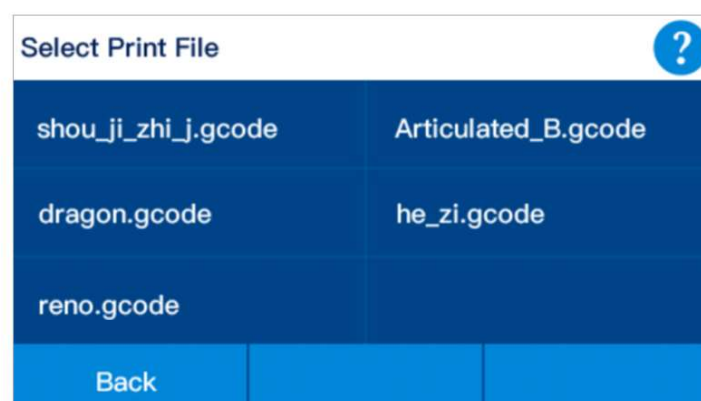 Select Print File
?
shou_ji_zhi_j.gcode
Articulated_B.gcode
dragon.gcode
he_zi.gcode
reno.gcode
Back